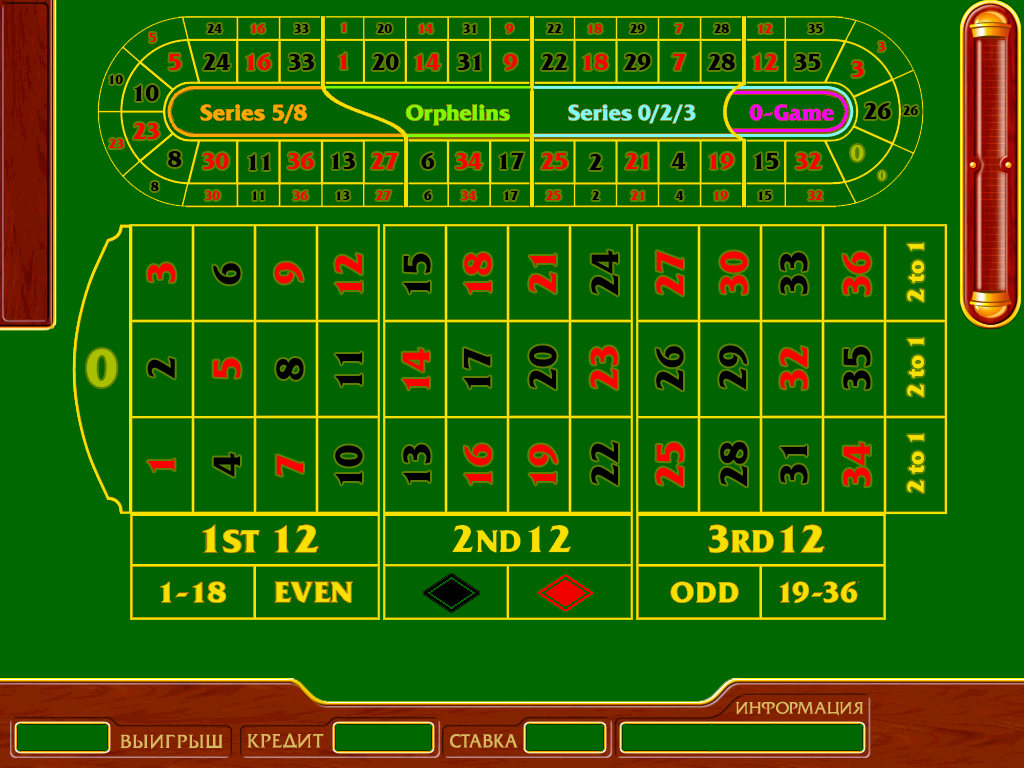 24 16 33 1 20 14 31 9 22 18 29 7 28 12 35
5 3
5 24 16 33 1 20 14 31 9 22 18 29 7 28 12 35 3
10 10 26 26
Series 5/8 Orphelins Series 0/2/3 0-Game
23 23 0 0
8 30 11 36 13 27 6 34 17 25 2 21 4 19 15 32
8 30 11 36 13 27 6 34 17 25 2 21 4 19 15 32
3 6 9 12 15 18 21 24 27 30 33 36 2 to 1
0 2 5 8 11 14 17 20 23 26 29 32 35 2 to 1
1 4 7 10 13 16 19 22 25 28 31 34 2 to 1
1ST 12 2ND 12 3RD 12
1-18 EVEN ODD 19-36
ИНФОРМАЦИЯ
ВЫИГРЫШ КРЕДИТ СТАВКА